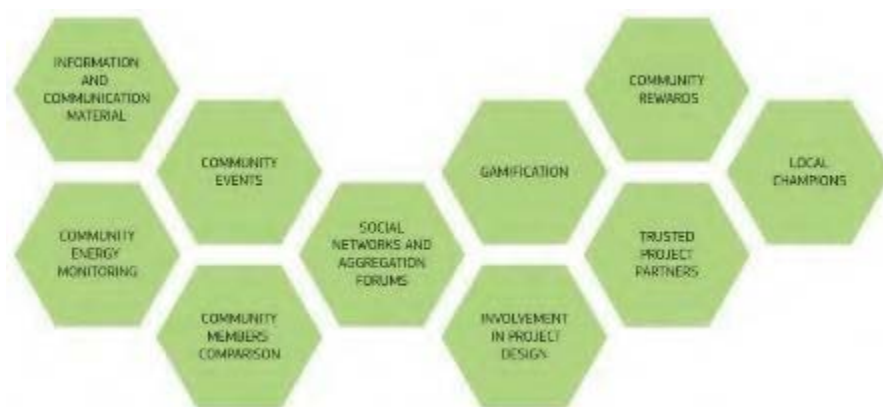 INFORMATION
AND
COMMUNICATION
MATERIAL
COMMUNITY
EVENTS
COMMUNITY
ENERGY
MONITORING
COMMUNITY
MEMBERS
COMPARISON
SOCIAL
NETWORKS AND
AGGREGATION
FORUMS
GAMIFICATION
INVOLVEMENT
IN PROJECT
DESIGN
COMMUNITY
REWARDS
TRUSTED
PROJECT
PARTNERS
LOCAL
CHAMPIONS